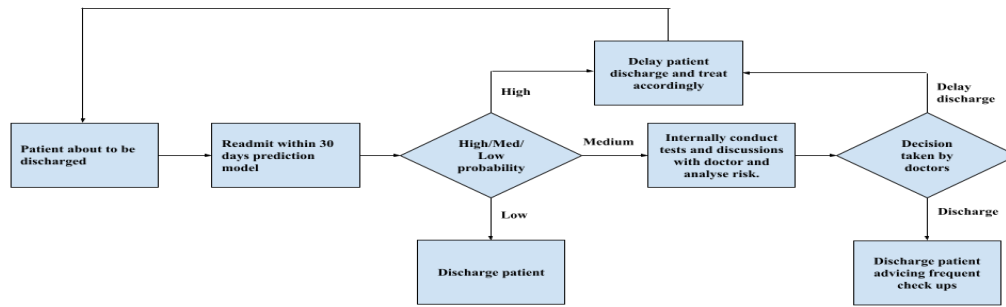 Delay patient
discharge and treat
accordingly
High
Delay
discharge
Patient about to be
discharged
Readmit within 30
days prediction
model
High/Med/
Low
probability
Medium
Internally conduct
tests and discussions
with doctor and
analyse risk.
Decision
taken by
doctors
Low
Discharge
Discharge patient
Discharge patient
advicing frequent
check ups